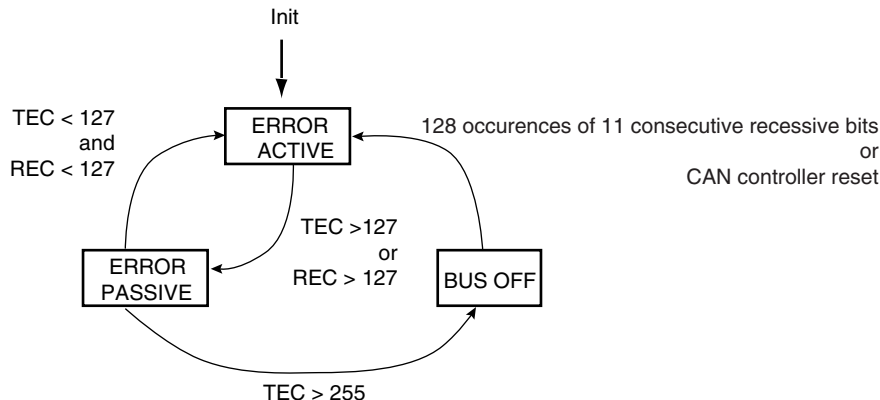 Init
TEC < 127
and
REC < 127
ERROR
ACTIVE
128 occurences of 11 consecutive recessive bits
or
CAN controller reset
TEC >127
or
REC > 127
ERROR
PASSIVE
BUS OFF
TEC > 255